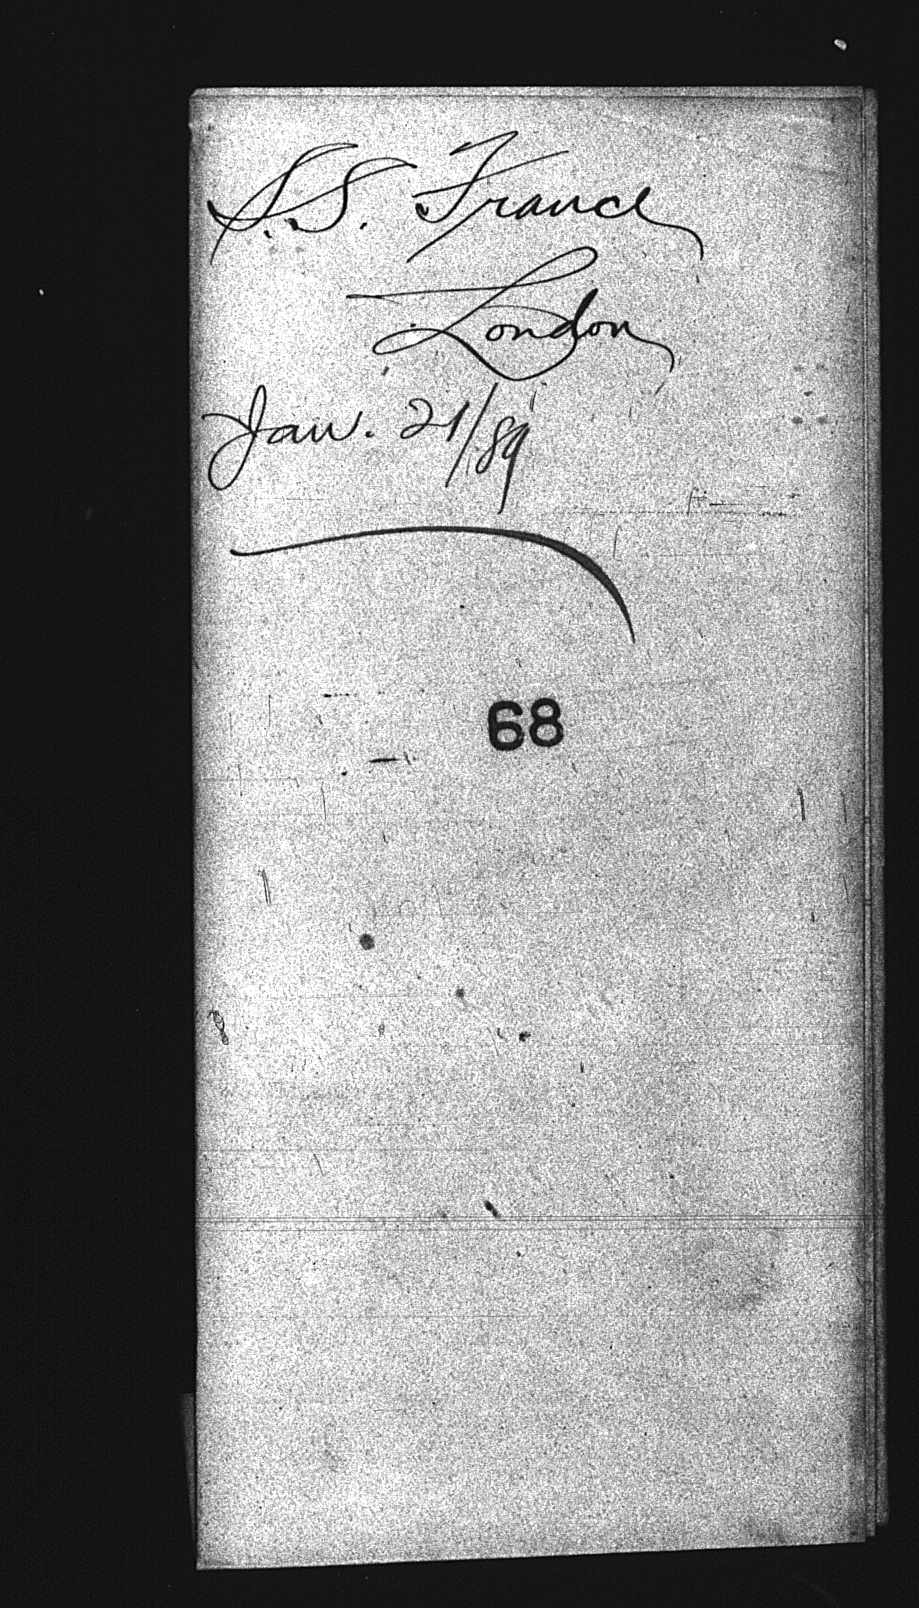 S.S. France
London
Jan. 21/89
68